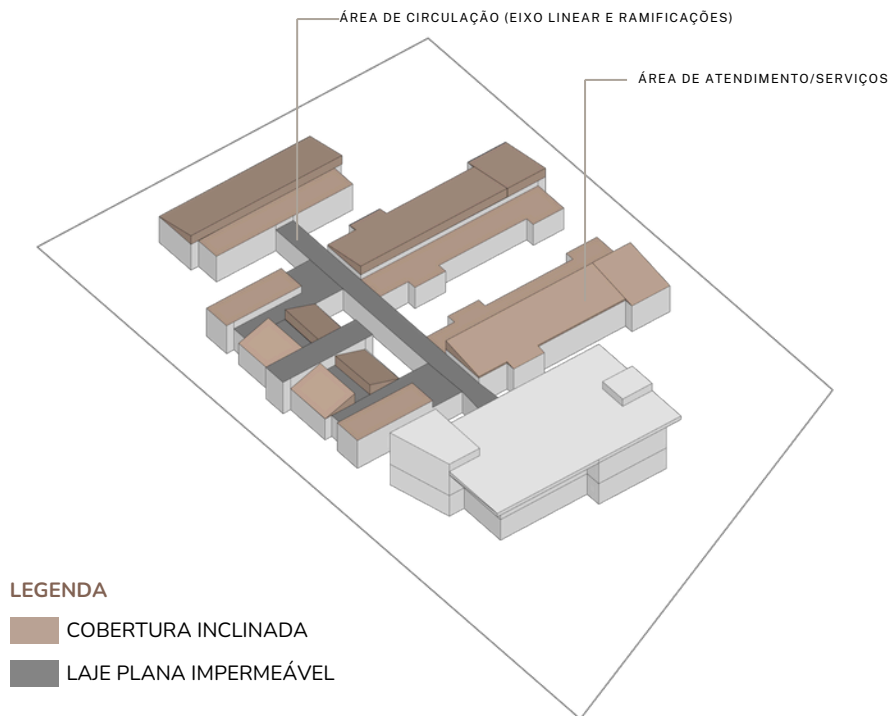 ÁREA DE CIRCULAÇÃO (EIXO LINEAR E RAMIFICAÇÕES)
ÁREA DE ATENDIMENTO/SERVIÇOS
LEGENDA
COBERTURA INCLINADA
LAJE PLANA IMPERMEÁVEL